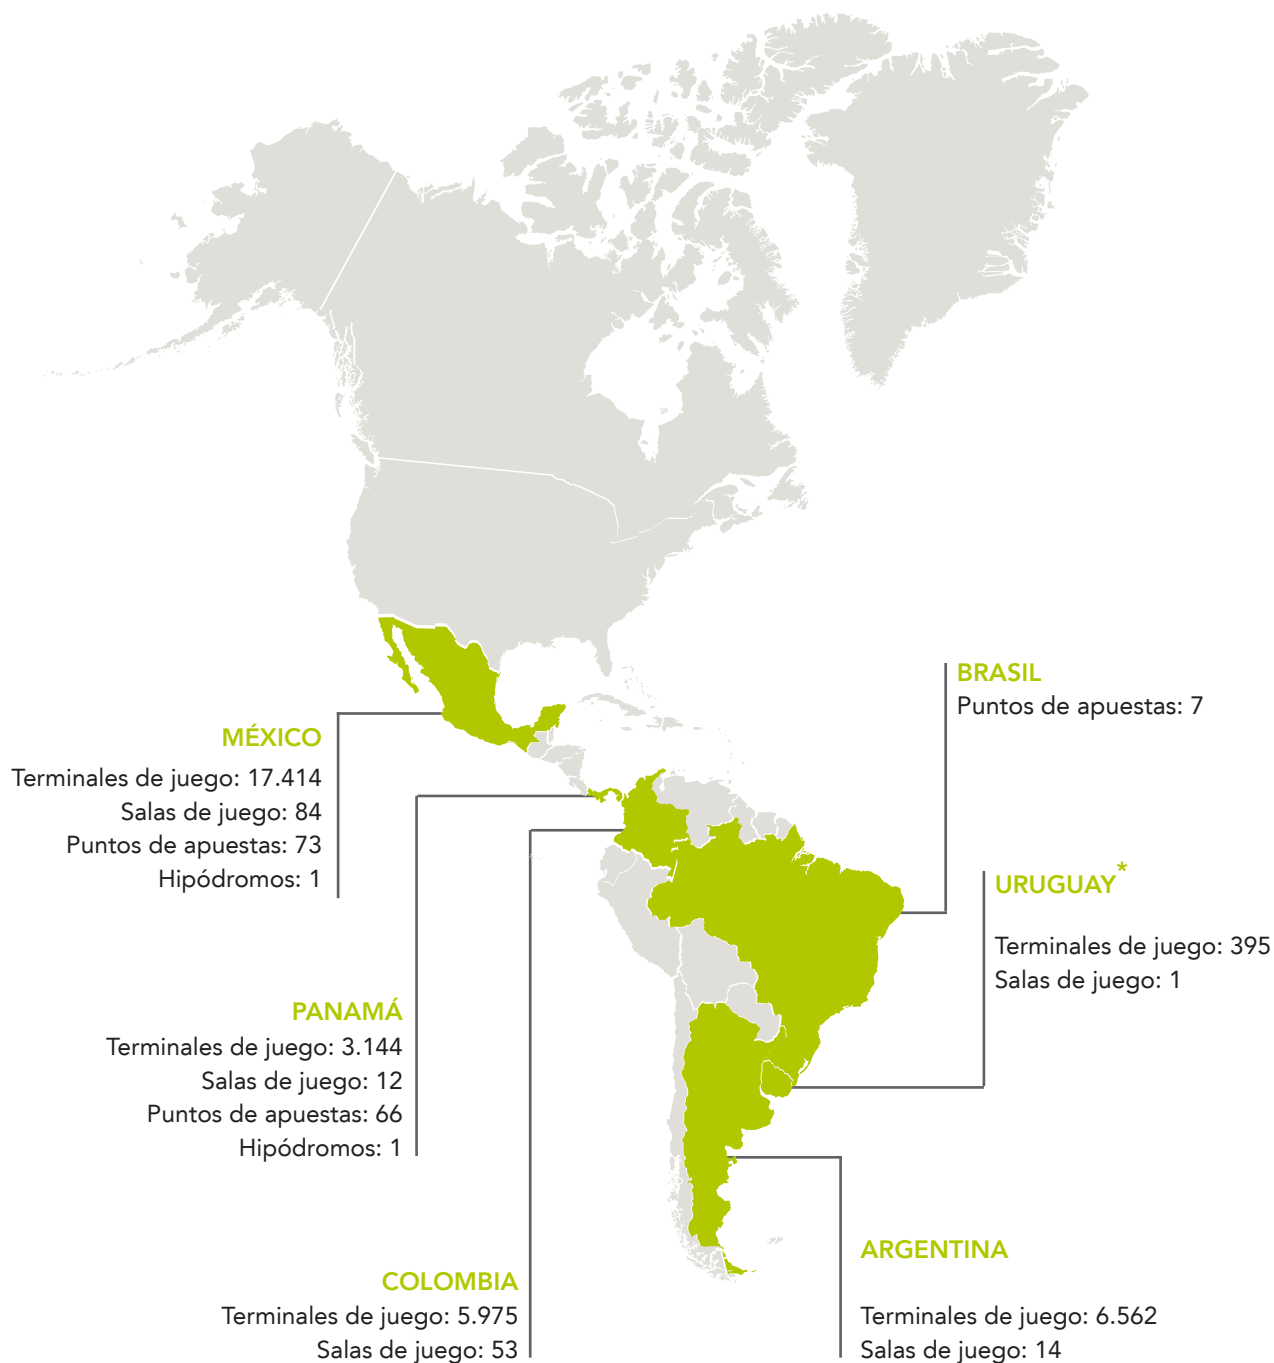 BRASIL
Puntos de apuestas: 7
MÉXICO
Terminales de juego: 17.414
Salas de juego: 84
Puntos de apuestas: 73
Hipódromos: 1
URUGUAY*
Terminales de juego: 395
Salas de juego: 1
PANAMÁ
Terminales de juego: 3.144
Salas de juego: 12
Puntos de apuestas: 66
Hipódromos: 1
ARGENTINA
Terminales de juego: 6.562
Salas de juego: 14
COLOMBIA
Terminales de juego: 5.975
Salas de juego: 53